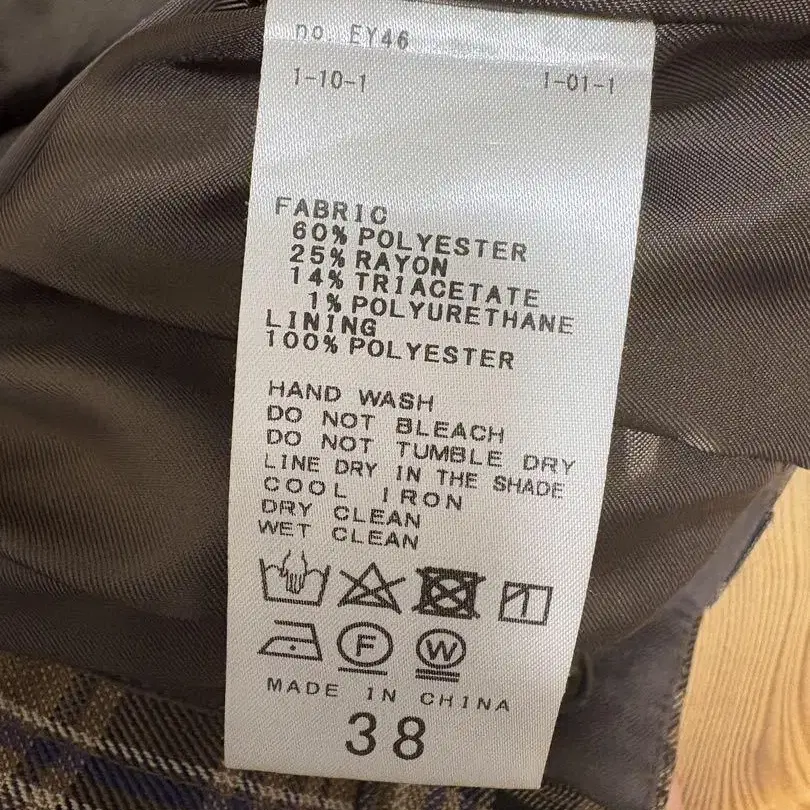 no. EY46
1-10-1 1-01-1
FABRIC
60% POLYESTER
25% RAYON
14% TRIACETATE
1% POLYURETHANE
LINING
100% POLYESTER
HAND WASH
DO NOT BLEACH
DO NOT TUMBLE DRY
LINE DRY IN THE SHADE
COOL IRON
DRY CLEAN
WET CLEAN
F W
MADE IN CHINA
38